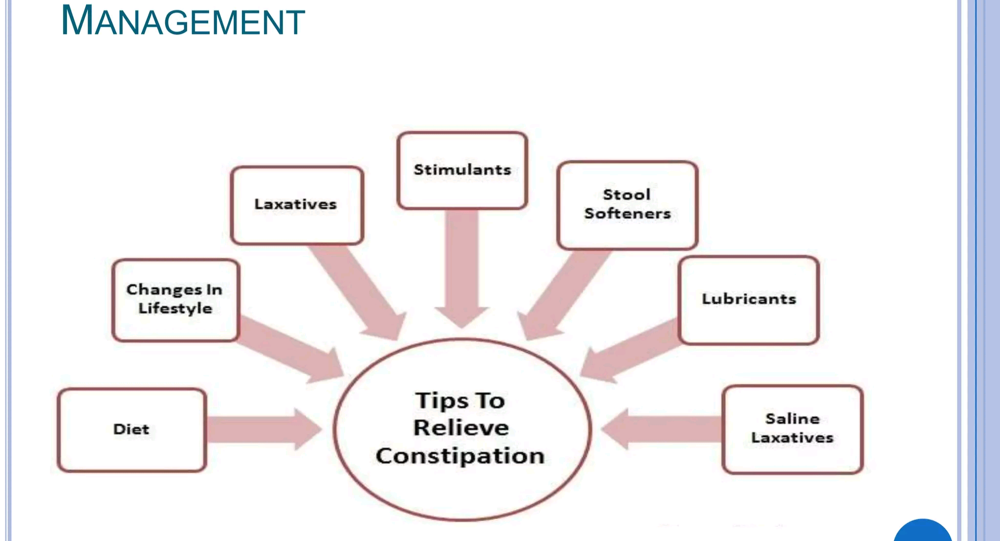 MANAGEMENT
Stimulants
Laxatives
Stool
Softeners
Changes In
Lifestyle
Lubricants
Diet
Tips To
Relieve
Constipation
Saline
Laxatives